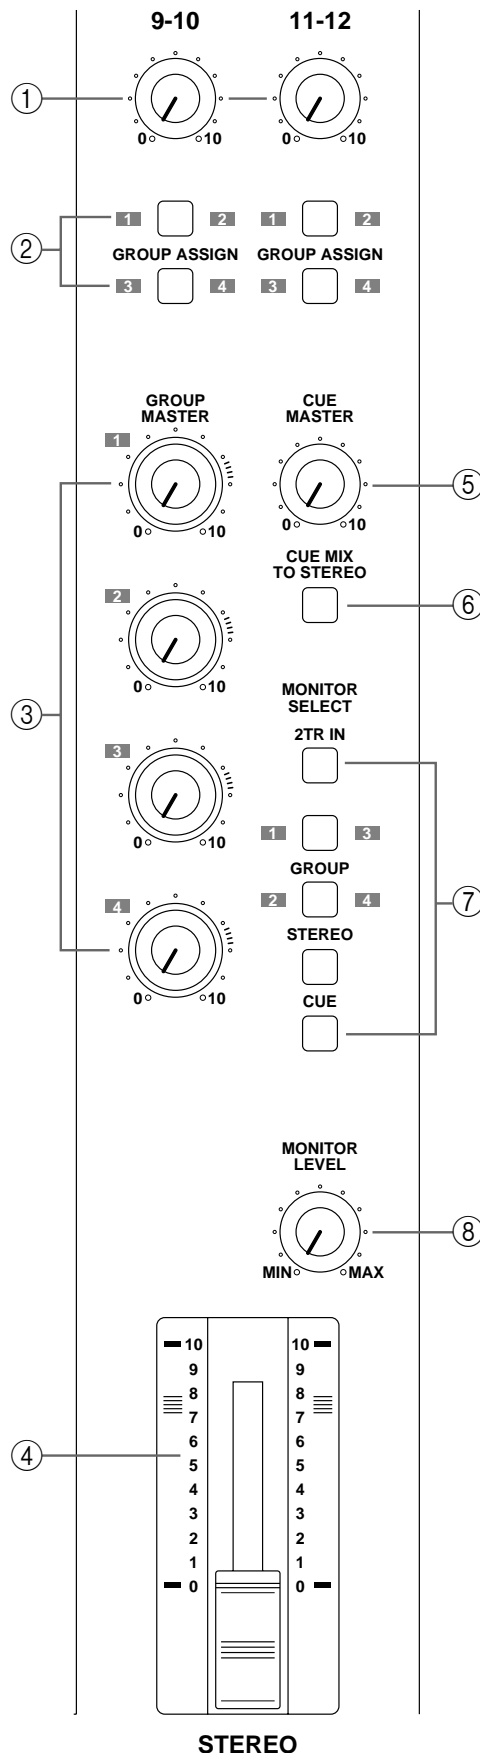 9-10 11-12
① 0 10 0 10
1 2 1 2
②
GROUP ASSIGN GROUP ASSIGN
3 4 3 4
GROUP MASTER CUE MASTER
1
⑤
0 10 0 10
CUE MIX TO STEREO
2
⑥
0 10
MONITOR SELECT
③
2TR IN
3
1 3
0 10
GROUP
2 4
⑦
4
STEREO
0 10
CUE
MONITOR LEVEL
⑧
MIN MAX
10 10
9 9
8 8
7 7
6 6
④
5 5
4 4
3 3
2 2
1 1
0 0
STEREO